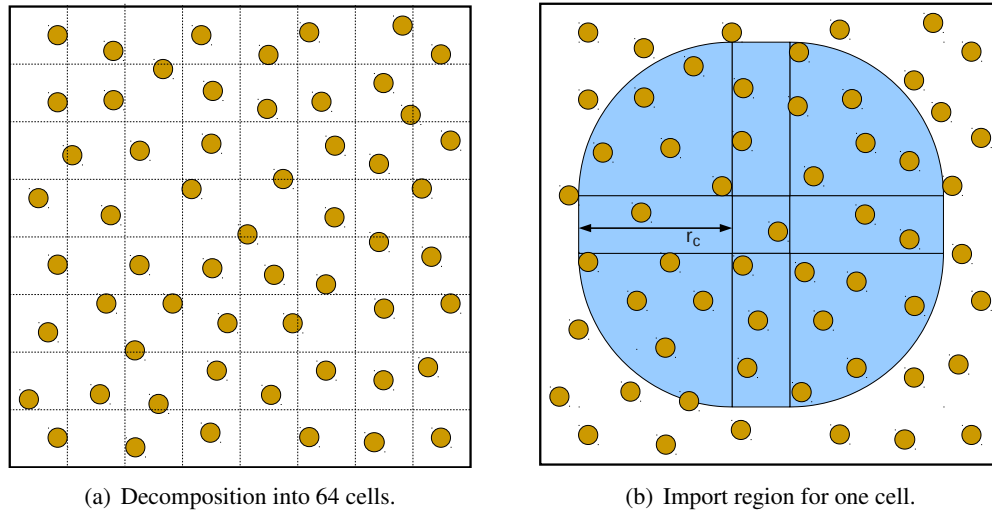 r_c
(a) Decomposition into 64 cells.
(b) Import region for one cell.